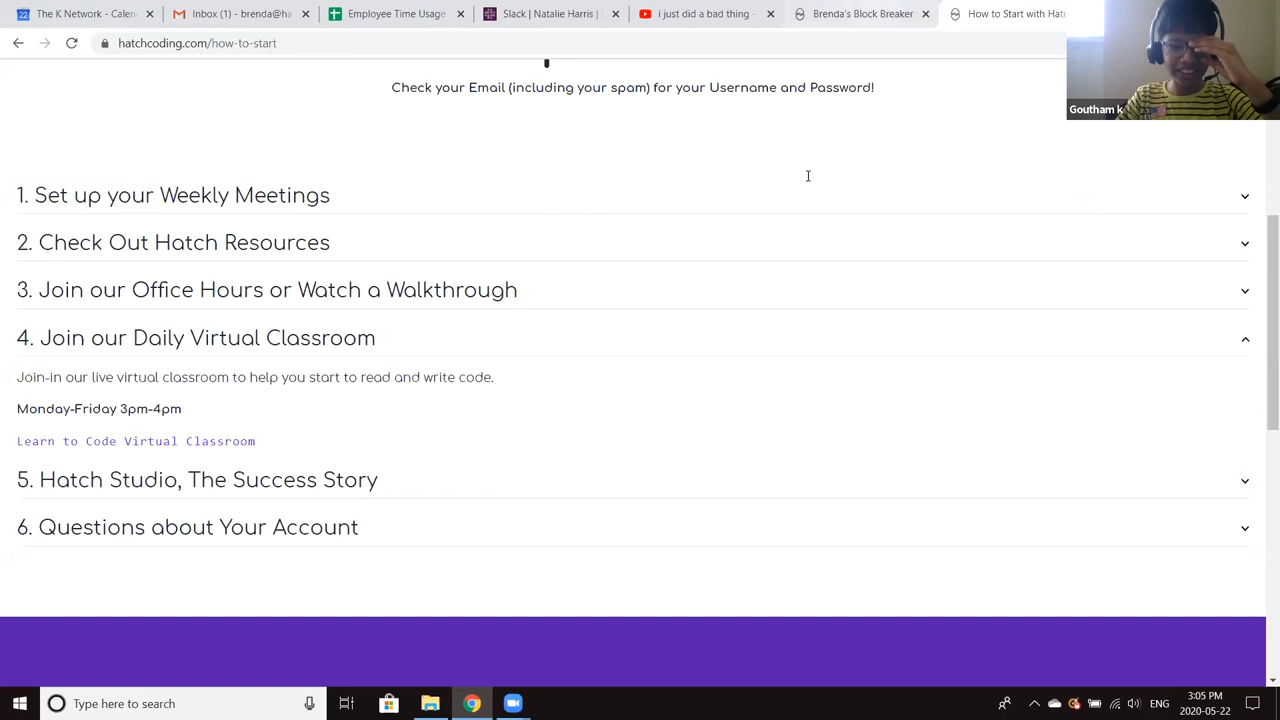 The K Network - Calen
Inbox (1) - brenda@ha
Employee Time Usage
Slack | Natalie Harris |
i just did a bad thing -
Brenda's Block Breaker
How to Start with Hatc
hatchcoding.com/how-to-start
Check your Email (including your spam) for your Username and Password!
Goutham k
1. Set up your Weekly Meetings
2. Check Out Hatch Resources
3. Join our Office Hours or Watch a Walkthrough
4. Join our Daily Virtual Classroom
Join-in our live virtual classroom to help you start to read and write code.
Monday-Friday 3pm-4pm
Learn to Code Virtual Classroom
5. Hatch Studio, The Success Story
6. Questions about Your Account
Type here to search
ENG
3:05 PM
2020-05-22